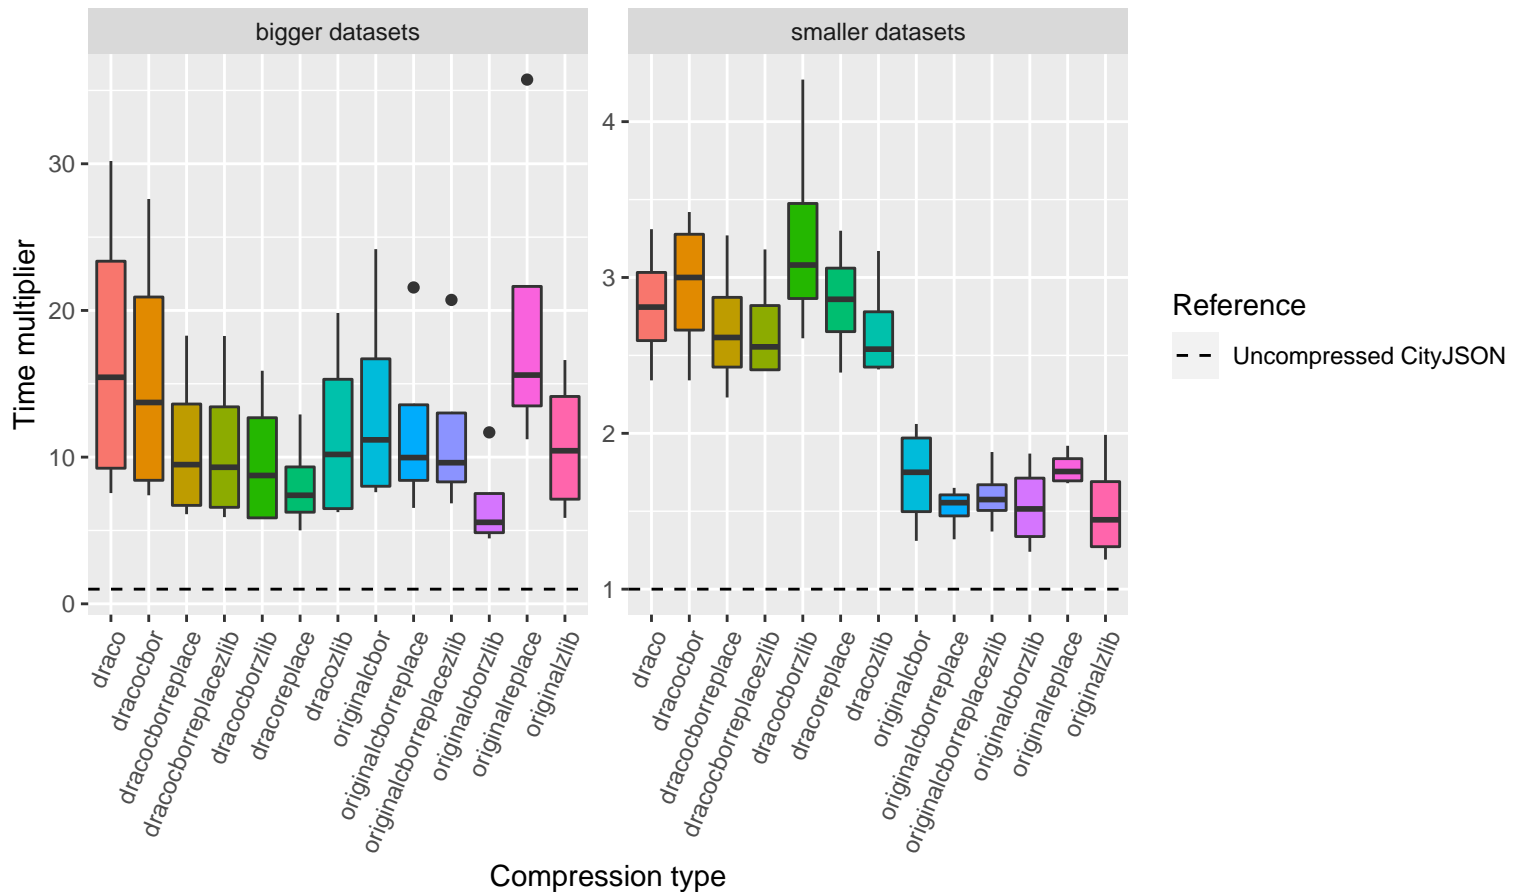 bigger datasets
smaller datasets
Time multiplier
30
20
10
0
4
3
2
1
draco
dracocbor
dracocborreplace
dracocborreplacezlib
dracocborzlib
dracoreplace
dracozlib
originalcbor
originalcborreplace
originalcborreplacezlib
originalcborzlib
originalreplace
originalzlib
draco
dracocbor
dracocborreplace
dracocborreplacezlib
dracocborzlib
dracoreplace
dracozlib
originalcbor
originalcborreplace
originalcborreplacezlib
originalcborzlib
originalreplace
originalzlib
Compression type
Reference
Uncompressed CityJSON